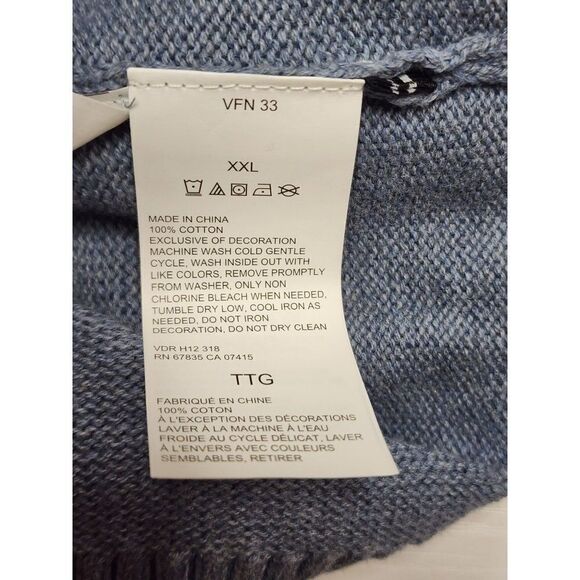 VFN 33
XXL
MADE IN CHINA
100% COTTON
EXCLUSIVE OF DECORATION
MACHINE WASH COLD GENTLE
CYCLE, WASH INSIDE OUT WITH
LIKE COLORS, REMOVE PROMPTLY
FROM WASHER, ONLY NON
CHLORINE BLEACH WHEN NEEDED,
TUMBLE DRY LOW, COOL IRON AS
NEEDED, DO NOT IRON
DECORATION, DO NOT DRY CLEAN
VDR H12 318
RN 67835 CA 07415
TTG
FABRIQUÉ EN CHINE
100% COTTON
À L'EXCEPTION DES DÉCORATIONS
LAVER À LA MACHINE À L'EAU
FROIDE AU CYCLE DÉLICAT, LAVER
À L'ENVERS AVEC COULEURS
SEMBLABLES, RETIRER